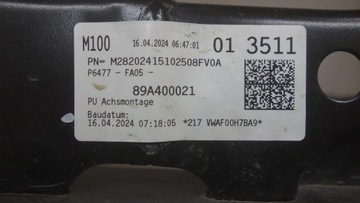 M100 16.04.2024 06:47:01 01 3511
PN= M28202415102508FV0A
P6477 - FA05 -
89A400021
PU Achsmontage
Baudatum:
16.04.2024 07:18:05 *217 VWAF00H7BA9*